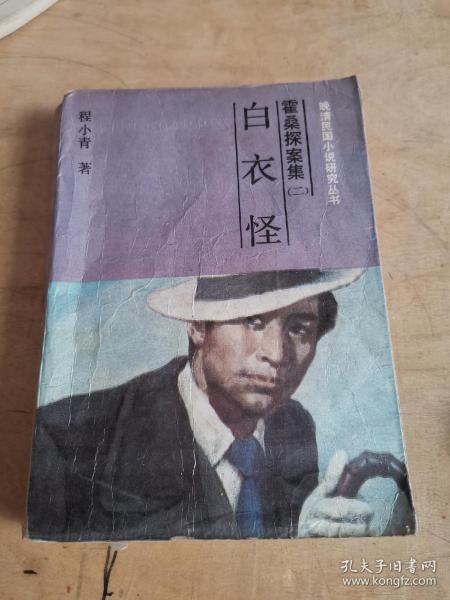 晚清民国小说研究丛书
霍桑探案集(二)
白衣怪
程小青 著
孔夫子旧书网
www.kongfz.com